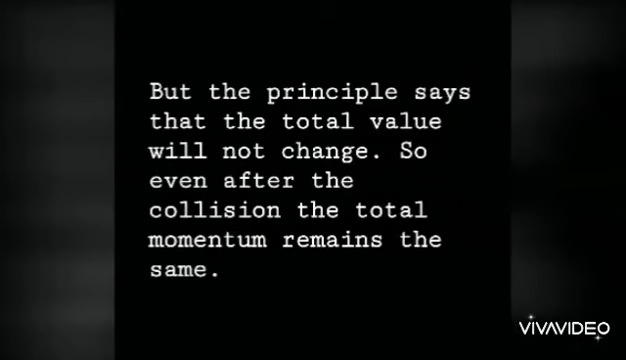 But the principle says
that the total value
will not change. So
even after the
collision the total
momentum remains the
same.
VIVAVIDEO